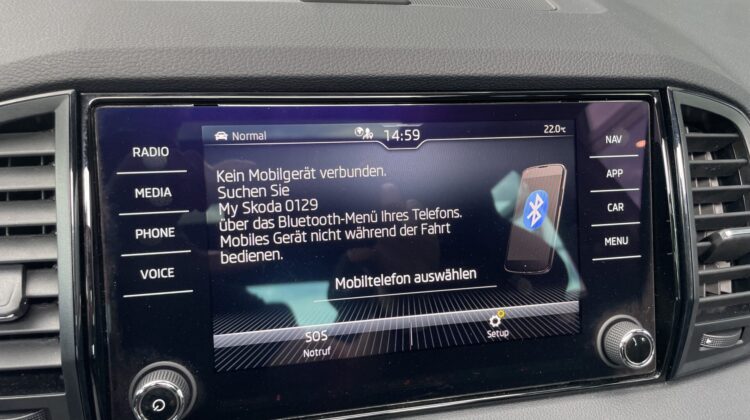 Normal
14:59
22.0°C
RADIO
MEDIA
PHONE
VOICE
Kein Mobilgerät verbunden.
Suchen Sie
My Skoda 0129
über das Bluetooth-Menü Ihres Telefons.
Mobiles Gerät nicht während der Fahrt
bedienen.
Mobiltelefon auswählen
SOS
Notruf
Setup
NAV
APP
CAR
MENU